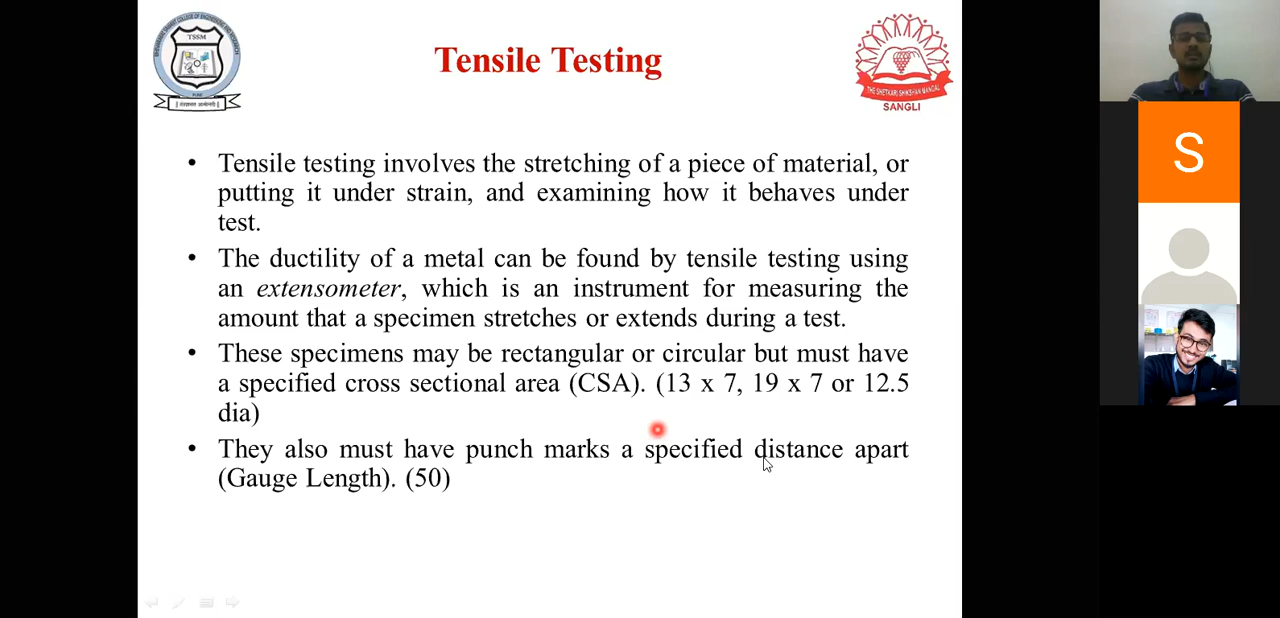 TSSM
PUNE
Tensile Testing
THE SHETKARI SHIKSHAN MANDAL
SANGLI
• Tensile testing involves the stretching of a piece of material, or
putting it under strain, and examining how it behaves under
test.
• The ductility of a metal can be found by tensile testing using
an extensometer, which is an instrument for measuring the
amount that a specimen stretches or extends during a test.
• These specimens may be rectangular or circular but must have
a specified cross sectional area (CSA). (13 x 7, 19 x 7 or 12.5
dia)
• They also must have punch marks a specified distance apart
(Gauge Length). (50)
S